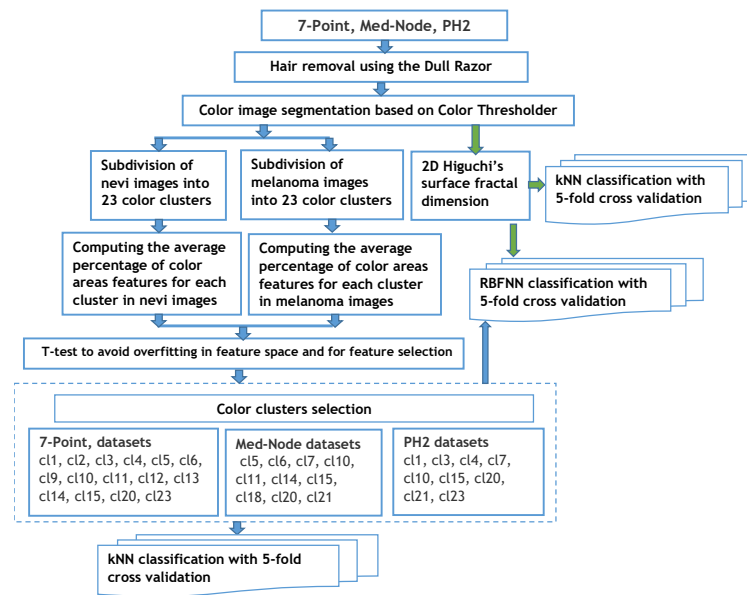 7-Point, Med-Node, PH2
Hair removal using the Dull Razor
Color image segmentation based on Color Thresholder
Subdivision of
nevi images into
23 color clusters
Subdivision of
melanoma images
into 23 color clusters
2D Higuchi's
surface fractal
dimension
kNN classification with
5-fold cross validation
Computing the average
percentage of color
areas features for each
cluster in nevi images
Computing the average
percentage of color areas
features for each cluster
in melanoma images
RBFNN classification with
5-fold cross validation
T-test to avoid overfitting in feature space and for feature selection
Color clusters selection
7-Point, datasets
cl1, cl2, cl3, cl4, cl5, cl6,
cl9, cl10, cl11, cl12, cl13
cl14, cl15, cl20, cl23
Med-Node datasets
cl5, cl6, cl7, cl10,
cl11, cl14, cl15,
cl18, cl20, cl21
PH2 datasets
cl1, cl3, cl4, cl7,
cl10, cl15, cl20,
cl21, cl23
kNN classification with 5-fold
cross validation